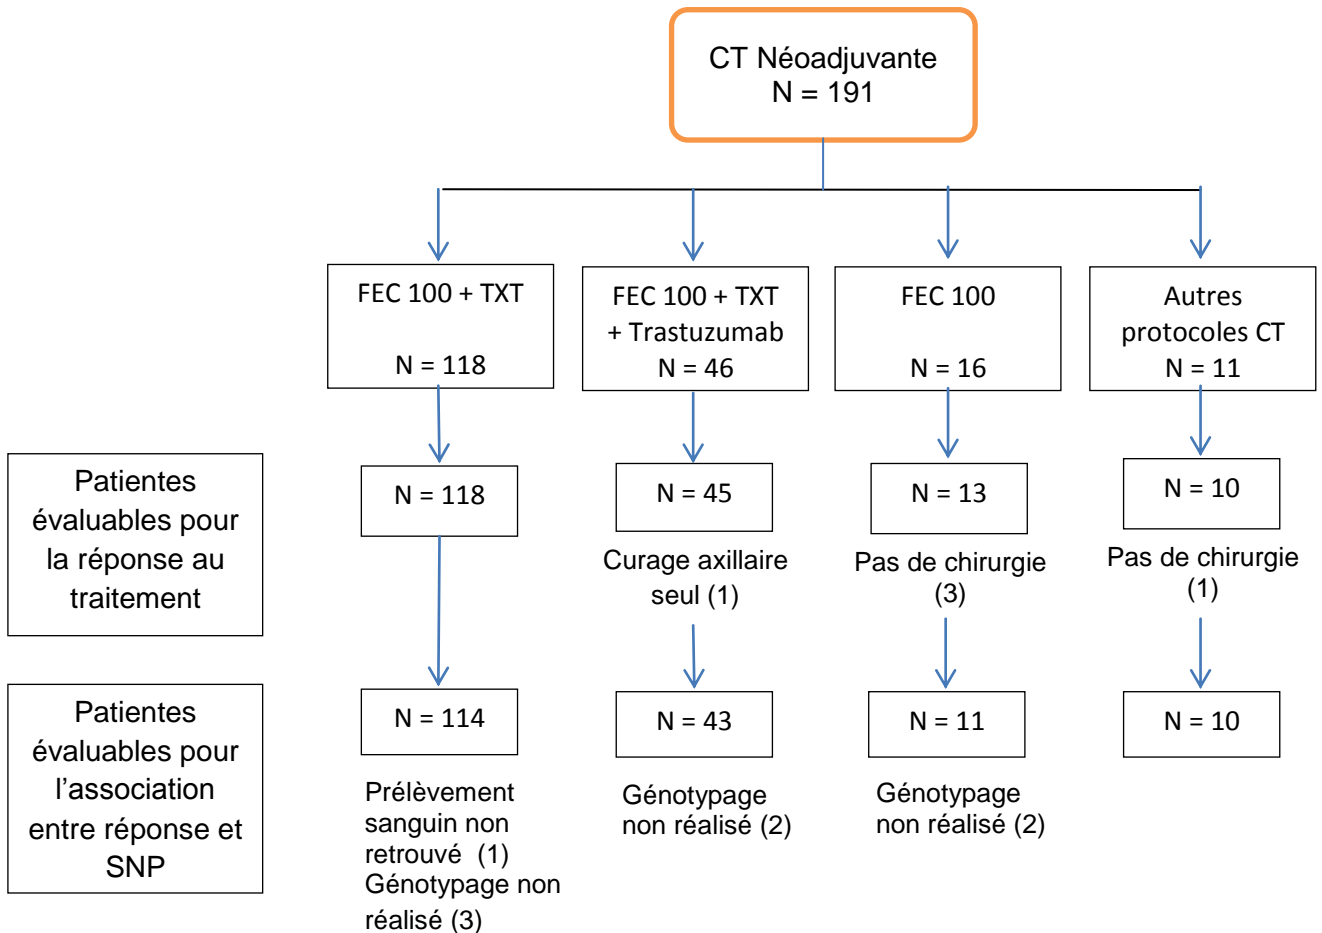 CT Néoadjuvante
N = 191
FEC 100 + TXT
N = 118
FEC 100 + TXT
+ Trastuzumab
N = 46
FEC 100
N = 16
Autres
protocoles CT
N = 11
Patientes
évaluables pour
la réponse au
traitement
N = 118
N = 45
Curage axillaire
seul (1)
N = 13
Pas de chirurgie
(3)
N = 10
Pas de chirurgie
(1)
Patientes
évaluables pour
l’association
entre réponse et
SNP
N = 114
Prélèvement
sanguin non
retrouvé (1)
Génotypage non
réalisé (3)
N = 43
Génotypage
non réalisé (2)
N = 11
Génotypage
non réalisé (2)
N = 10